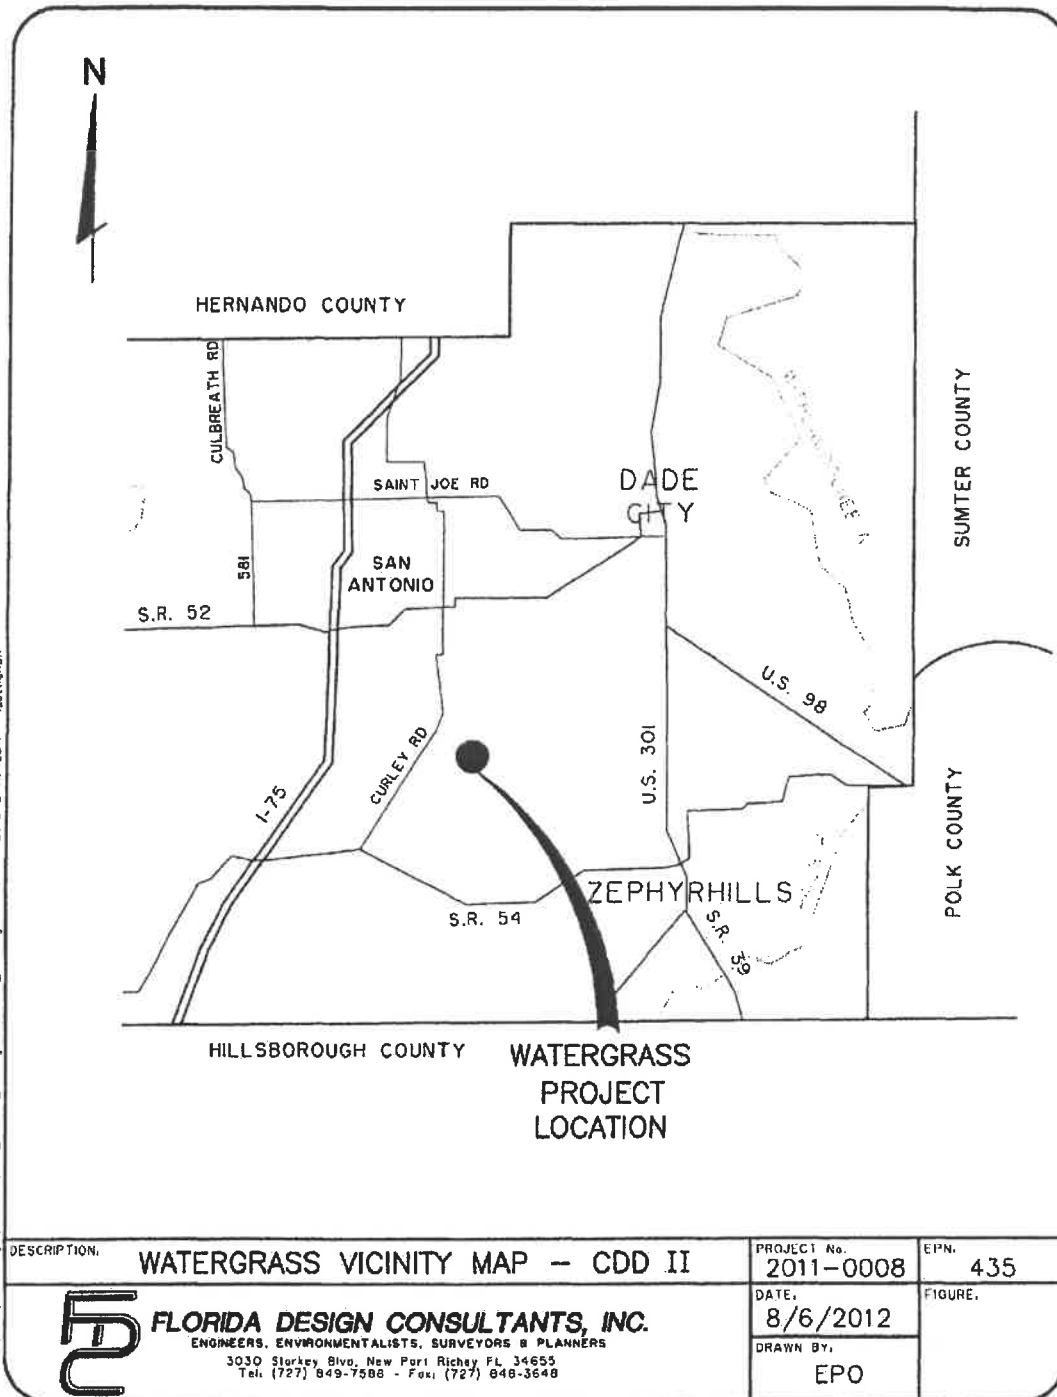 N
HERNANDO COUNTY
CULBREATH RD
SAINT JOE RD
DADE
CITY
SUMTER COUNTY
581
SAN
ANTONIO
S.R. 52
U.S. 98
CURLEY RD
U.S. 301
I-75
POLK COUNTY
ZEPHYRHILLS
S.R. 54
S.R. 39
HILLSBOROUGH COUNTY
WATERGRASS
PROJECT
LOCATION
DESCRIPTION:
WATERGRASS VICINITY MAP - CDD II
PROJECT No.
2011-0008
EPN:
435
DATE:
8/6/2012
FIGURE:
DRAWN BY:
EPO
FDC
FLORIDA DESIGN CONSULTANTS, INC.
ENGINEERS, ENVIRONMENTALISTS, SURVEYORS & PLANNERS
3030 Starkey Blvd, New Port Richey FL 34655
Tel: (727) 849-7588 - Fax: (727) 848-3648